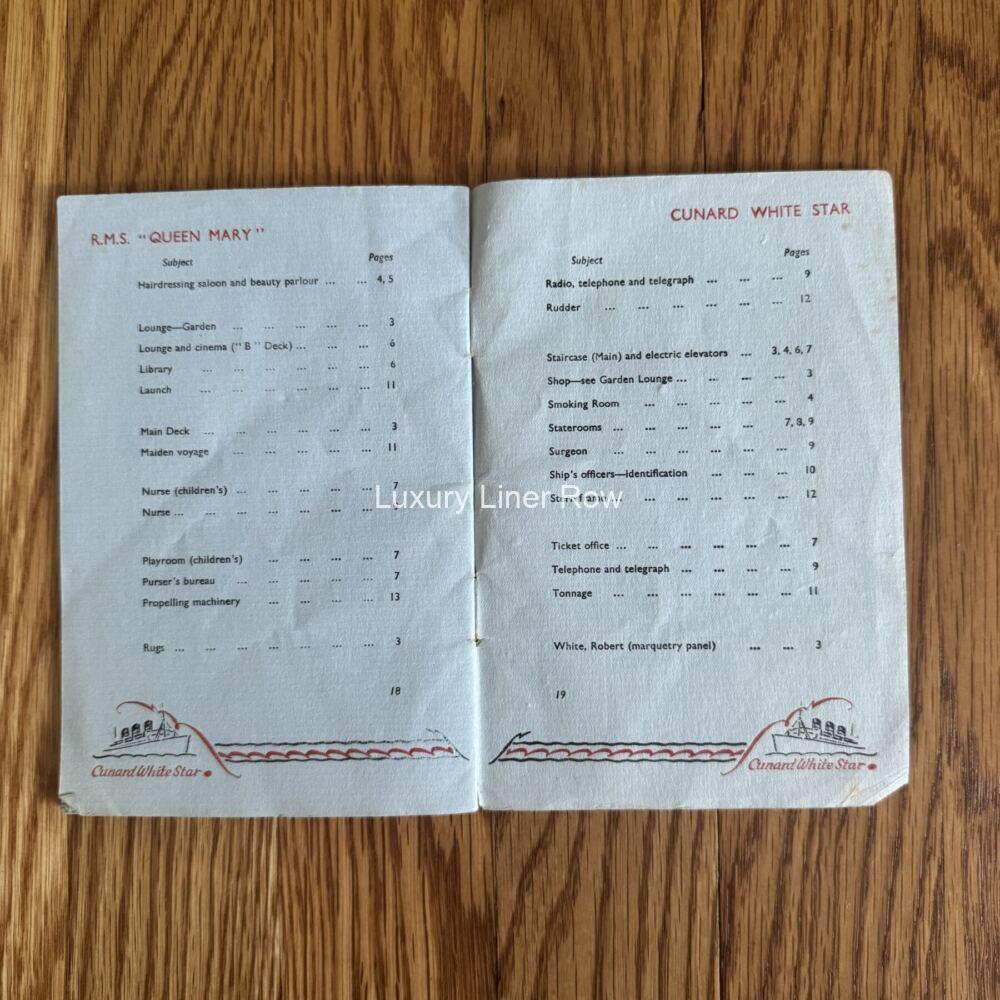 R.M.S. "QUEEN MARY"
Subject Pages
Hairdressing saloon and beauty parlour ... ... 4, 5
Lounge—Garden ... ... ... ... ... 3
Lounge and cinema ("B" Deck) ... ... ... 6
Library ... ... ... ... ... 6
Launch ... ... ... ... ... 11
Main Deck ... ... ... ... ... ... 3
Maiden voyage ... ... ... ... ... 11
Nurse (children's) ... ... ... ... ... 7
Nurse ... ... ... ... ... ...
Playroom (children's) ... ... ... ... 7
Purser's bureau ... ... ... ... ... 7
Propelling machinery ... ... ... ... 13
Rugs ... ... ... ... ... ... ... 3
18
Cunard White Star
CUNARD WHITE STAR
Subject Pages
Radio, telephone and telegraph ... ... ... 9
Rudder ... ... ... ... ... ... 12
Staircase (Main) and electric elevators ... 3, 4, 6, 7
Shop—see Garden Lounge ... ... ... ... 3
Smoking Room ... ... ... ... ... 4
Staterooms ... ... ... ... ... 7, 8, 9
Surgeon ... ... ... ... ... ... 9
Ship's officers—identification ... ... ... 10
... ... ... ... ... 12
Ticket office ... ... ... ... ... ... 7
Telephone and telegraph ... ... ... ... 9
Tonnage ... ... ... ... ... ... 11
White, Robert (marquetry panel) ... ... 3
19
Cunard White Star
Luxury Liner Row